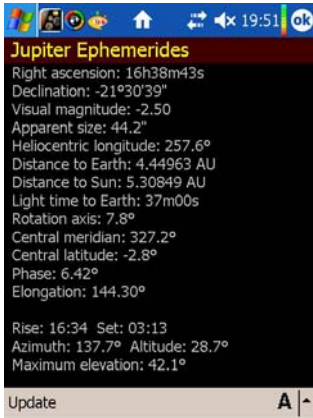 19:51 ok
Jupiter Ephemerides
Right ascension: 16h38m43s
Declination: -21°30'39"
Visual magnitude: -2.50
Apparent size: 44.2"
Heliocentric longitude: 257.6º
Distance to Earth: 4.44963 AU
Distance to Sun: 5.30849 AU
Light time to Earth: 37m00s
Rotation axis: 7.8º
Central meridian: 327.2º
Central latitude: -2.8º
Phase: 6.42º
Elongation: 144.30º
Rise: 16:34 Set: 03:13
Azimuth: 137.7º Altitude: 28.7º
Maximum elevation: 42.1º
Update A